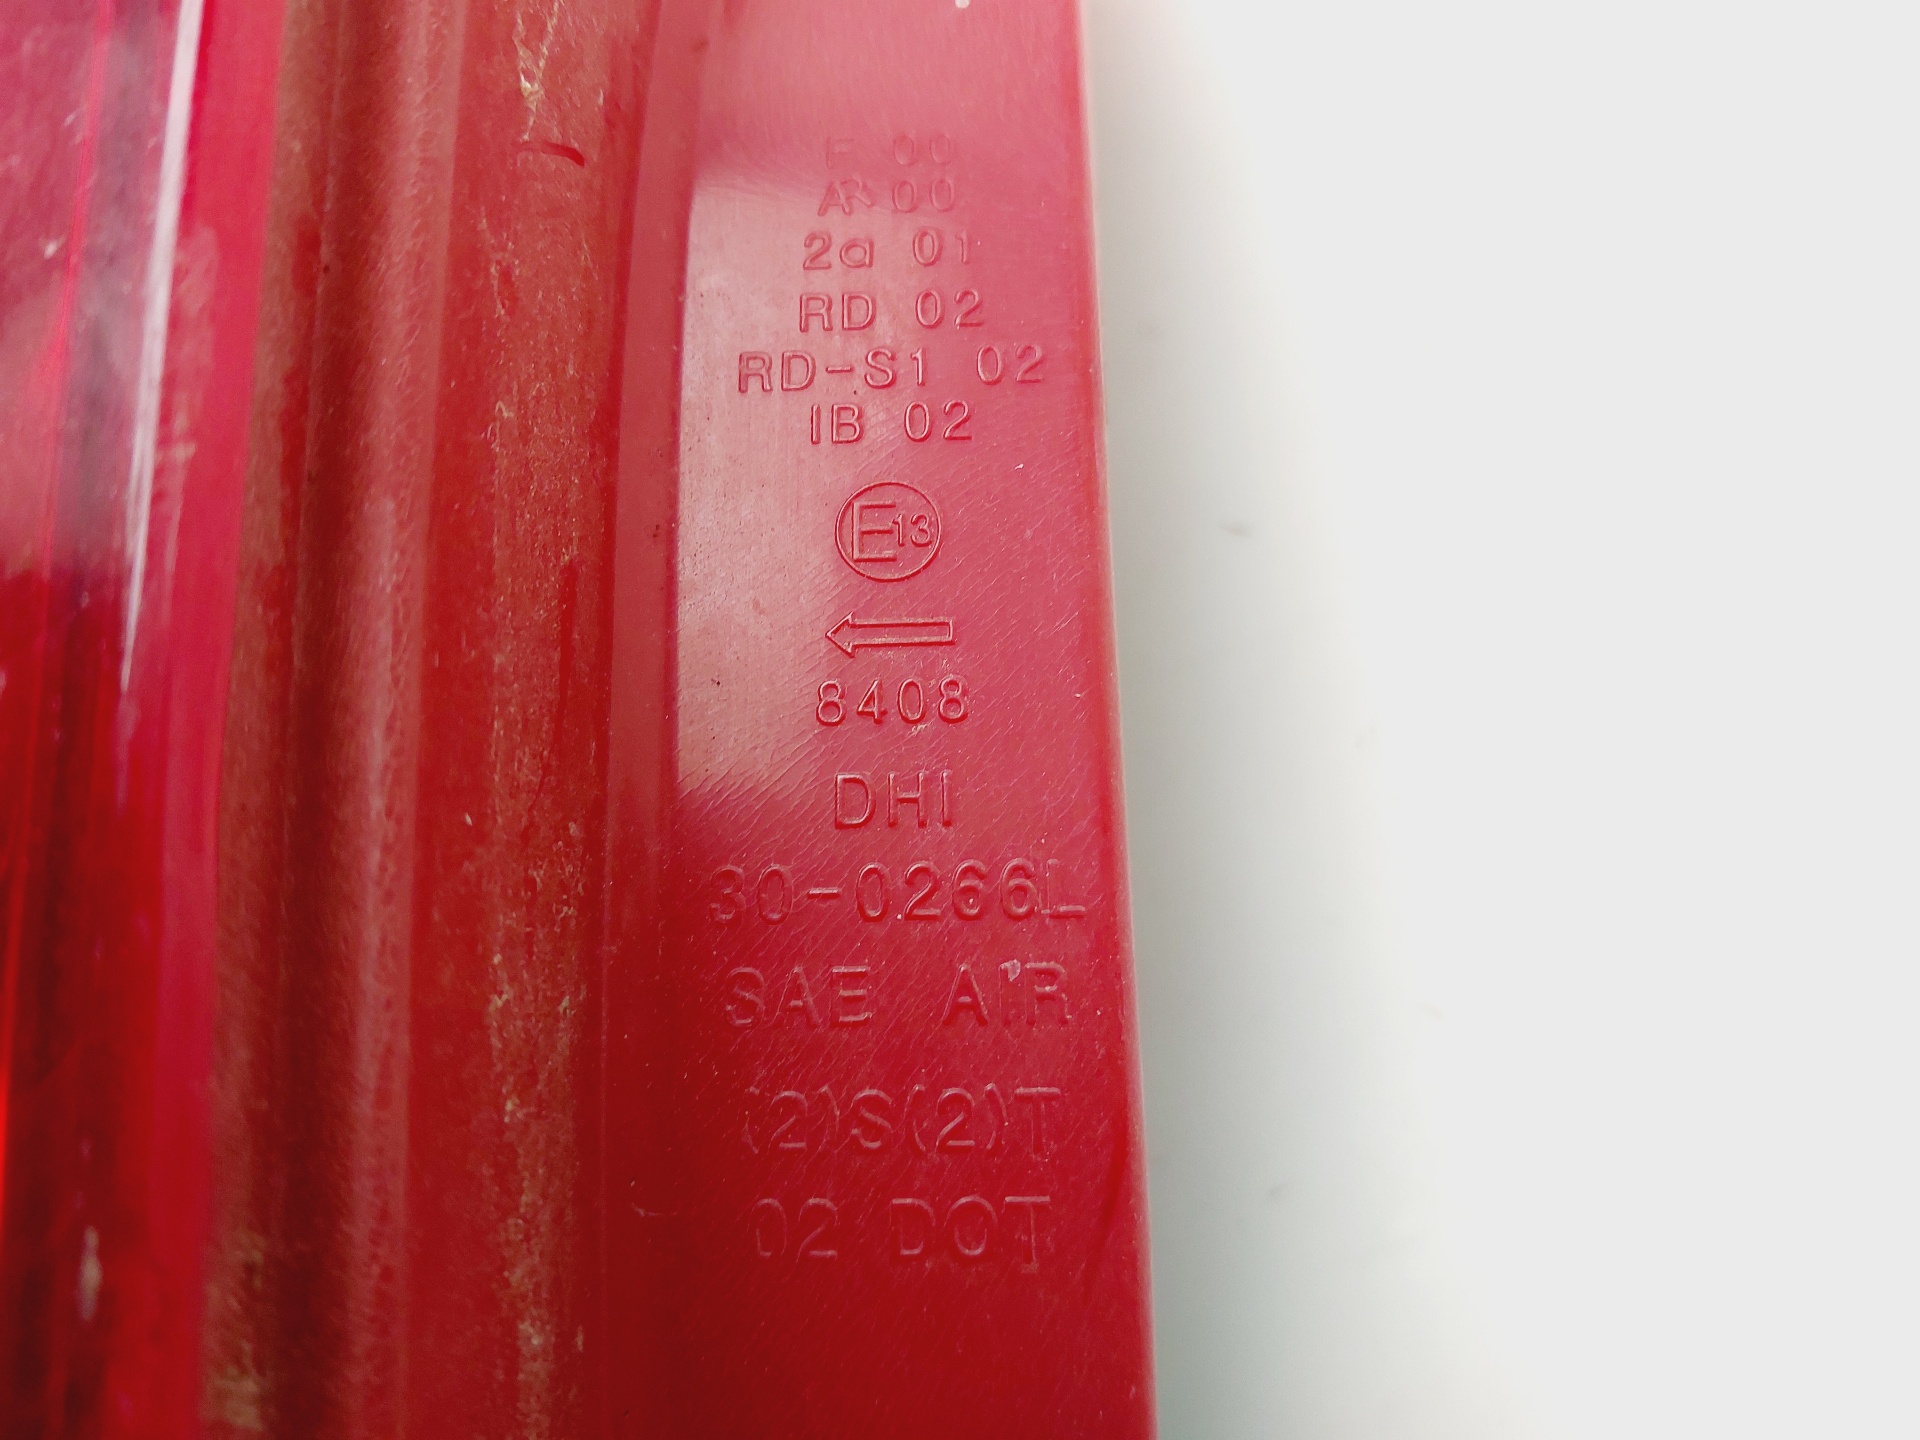 F 00
AR 00
2a 01
RD 02
RD-S1 02
IB 02
E13
8408
DHI
30-0266L
SAE AIR
(2)S(2)T
02 DOT